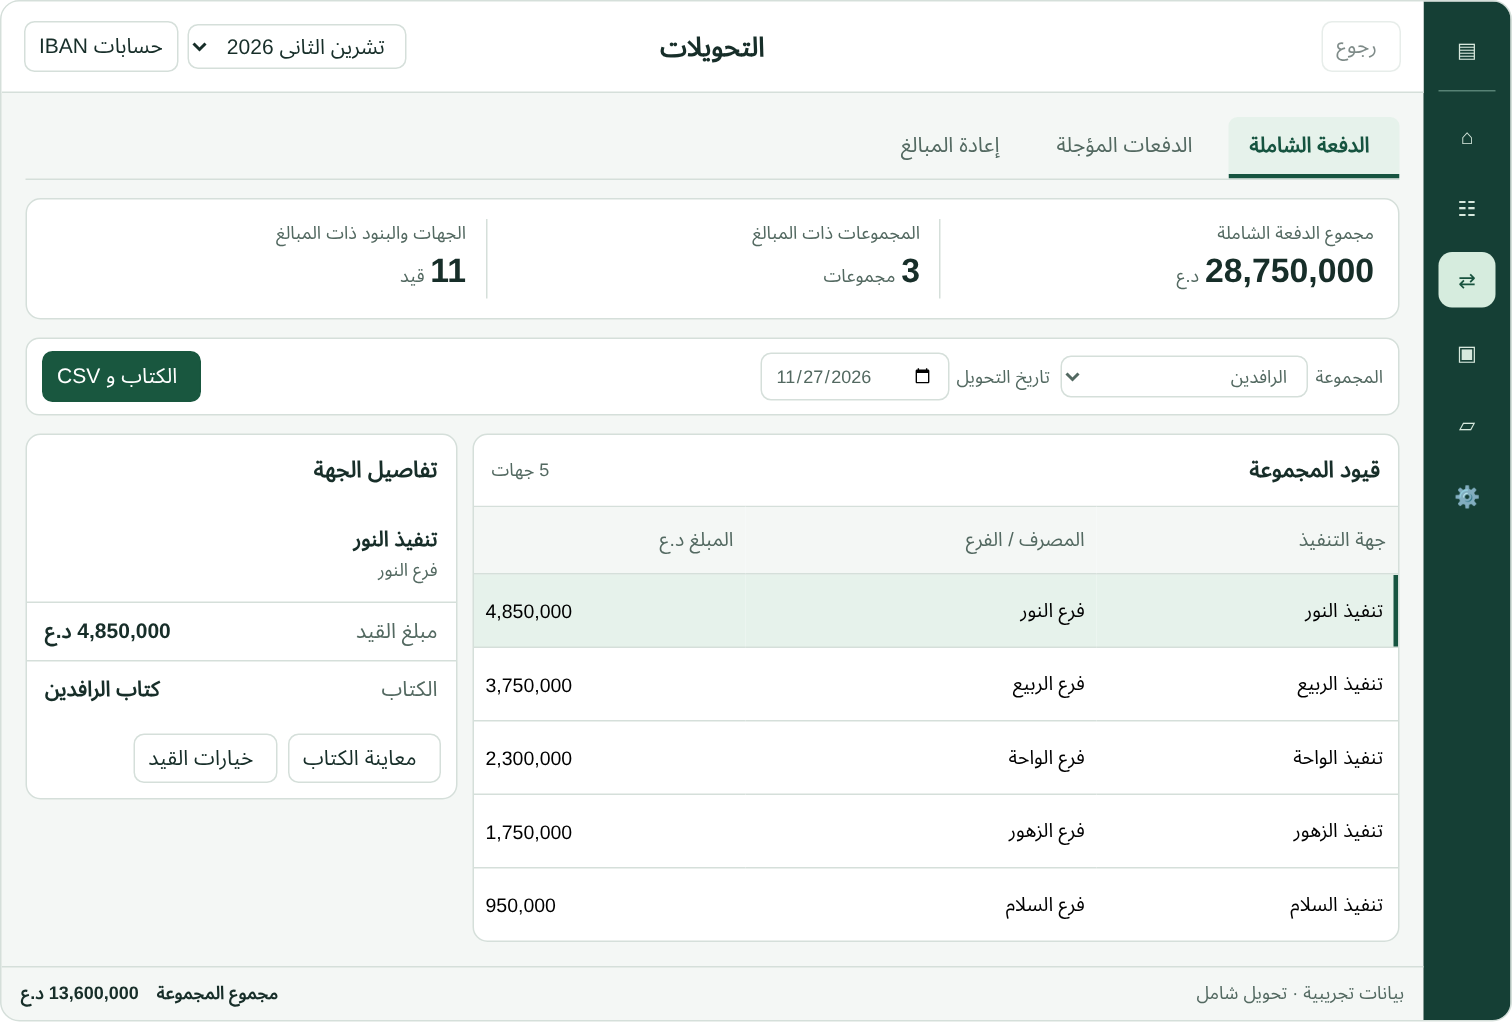 رجوع
التحويلات
تشرين الثاني 2026
حسابات IBAN
الدفعة الشاملة
الدفعات المؤجلة
إعادة المبالغ
مجموع الدفعة الشاملة
28,750,000 د.ع
المجموعات ذات المبالغ
3 مجموعات
الجهات والبنود ذات المبالغ
11 قيد
المجموعة
الرافدين
تاريخ التحويل
11/27/2026
الكتاب و CSV
قيود المجموعة
5 جهات
جهة التنفيذ
المصرف / الفرع
المبلغ د.ع
تنفيذ النور
فرع النور
4,850,000
تنفيذ الربيع
فرع الربيع
3,750,000
تنفيذ الواحة
فرع الواحة
2,300,000
تنفيذ الزهور
فرع الزهور
1,750,000
تنفيذ السلام
فرع السلام
950,000
تفاصيل الجهة
تنفيذ النور
فرع النور
مبلغ القيد
4,850,000 د.ع
الكتاب
كتاب الرافدين
معاينة الكتاب
خيارات القيد
بيانات تجريبية · تحويل شامل
مجموع المجموعة
13,600,000 د.ع